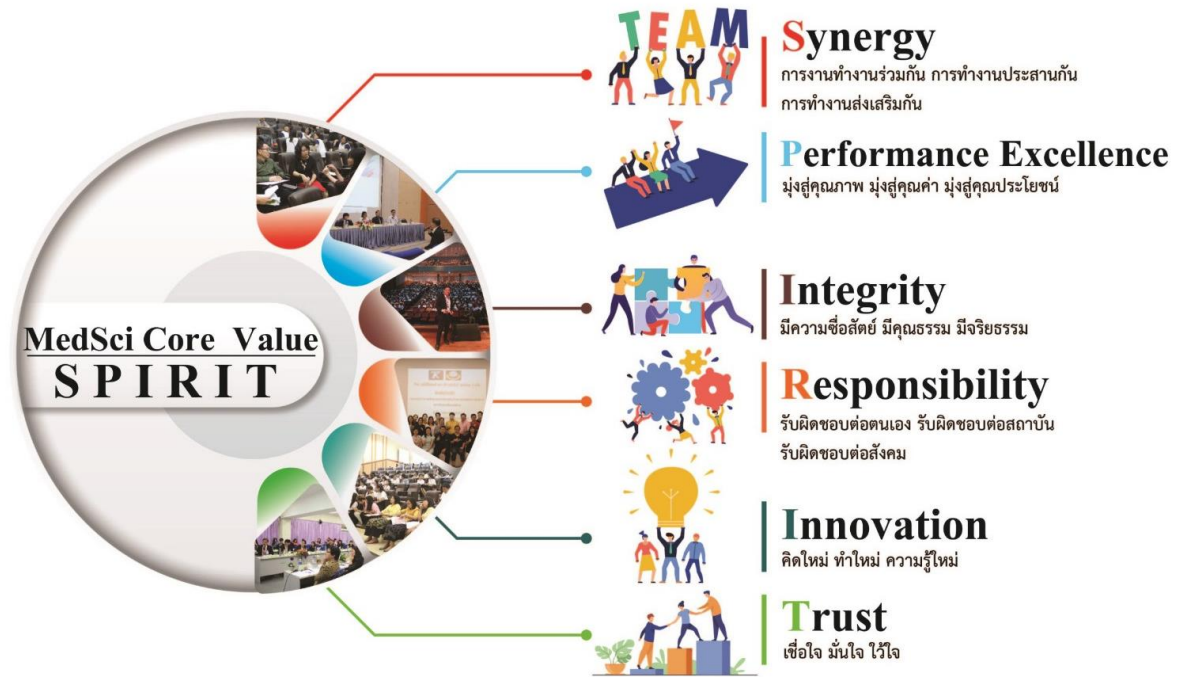 MedSci Core Value
SPIRIT
TEAM
Synergy
การงานทำงานร่วมกัน การทำงานประสานกัน
การทำงานส่งเสริมกัน
Performance Excellence
มุ่งสู่คุณภาพ มุ่งสู่คุณค่า มุ่งสู่คุณประโยชน์
Integrity
มีความซื่อสัตย์ มีคุณธรรม มีจริยธรรม
Responsibility
รับผิดชอบต่อตนเอง รับผิดชอบต่อสถาบัน
รับผิดชอบต่อสังคม
Innovation
คิดใหม่ ทำใหม่ ความรู้ใหม่
Trust
เชื่อใจ มั่นใจ ไว้ใจ